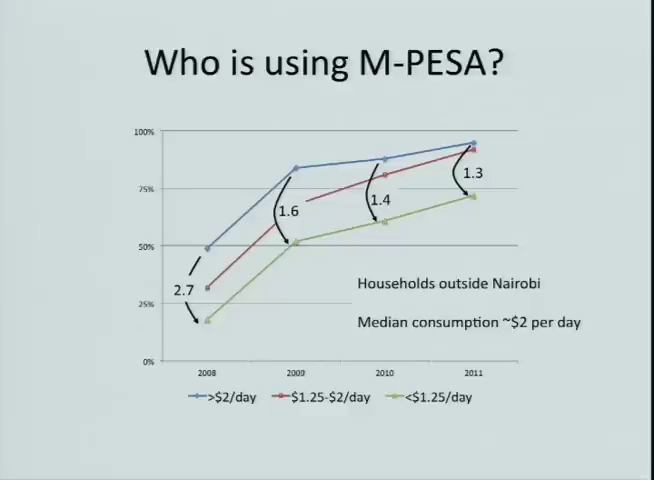 Who is using M-PESA?
100%
75%
50%
25%
0%
2.7
1.6
1.4
1.3
Households outside Nairobi
Median consumption ~$2 per day
2008 2009 2010 2011
>$2/day $1.25-$2/day <$1.25/day